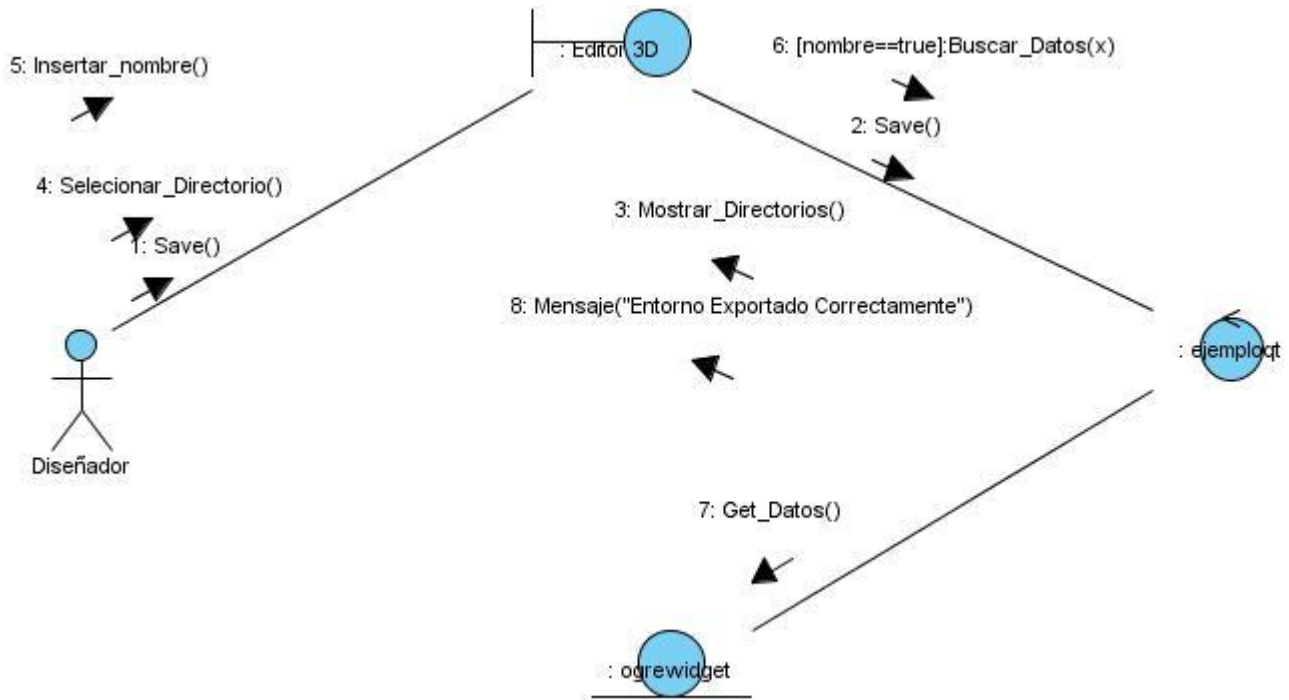 : Editor 3D
6: [nombre==true]:Buscar_Datos(x)
5: Insertar_nombre()
2: Save()
4: Selecionar_Directorio()
3: Mostrar_Directorios()
1: Save()
8: Mensaje("Entorno Exportado Correctamente")
: ejemploqt
Diseñador
7: Get_Datos()
: ogrewidget